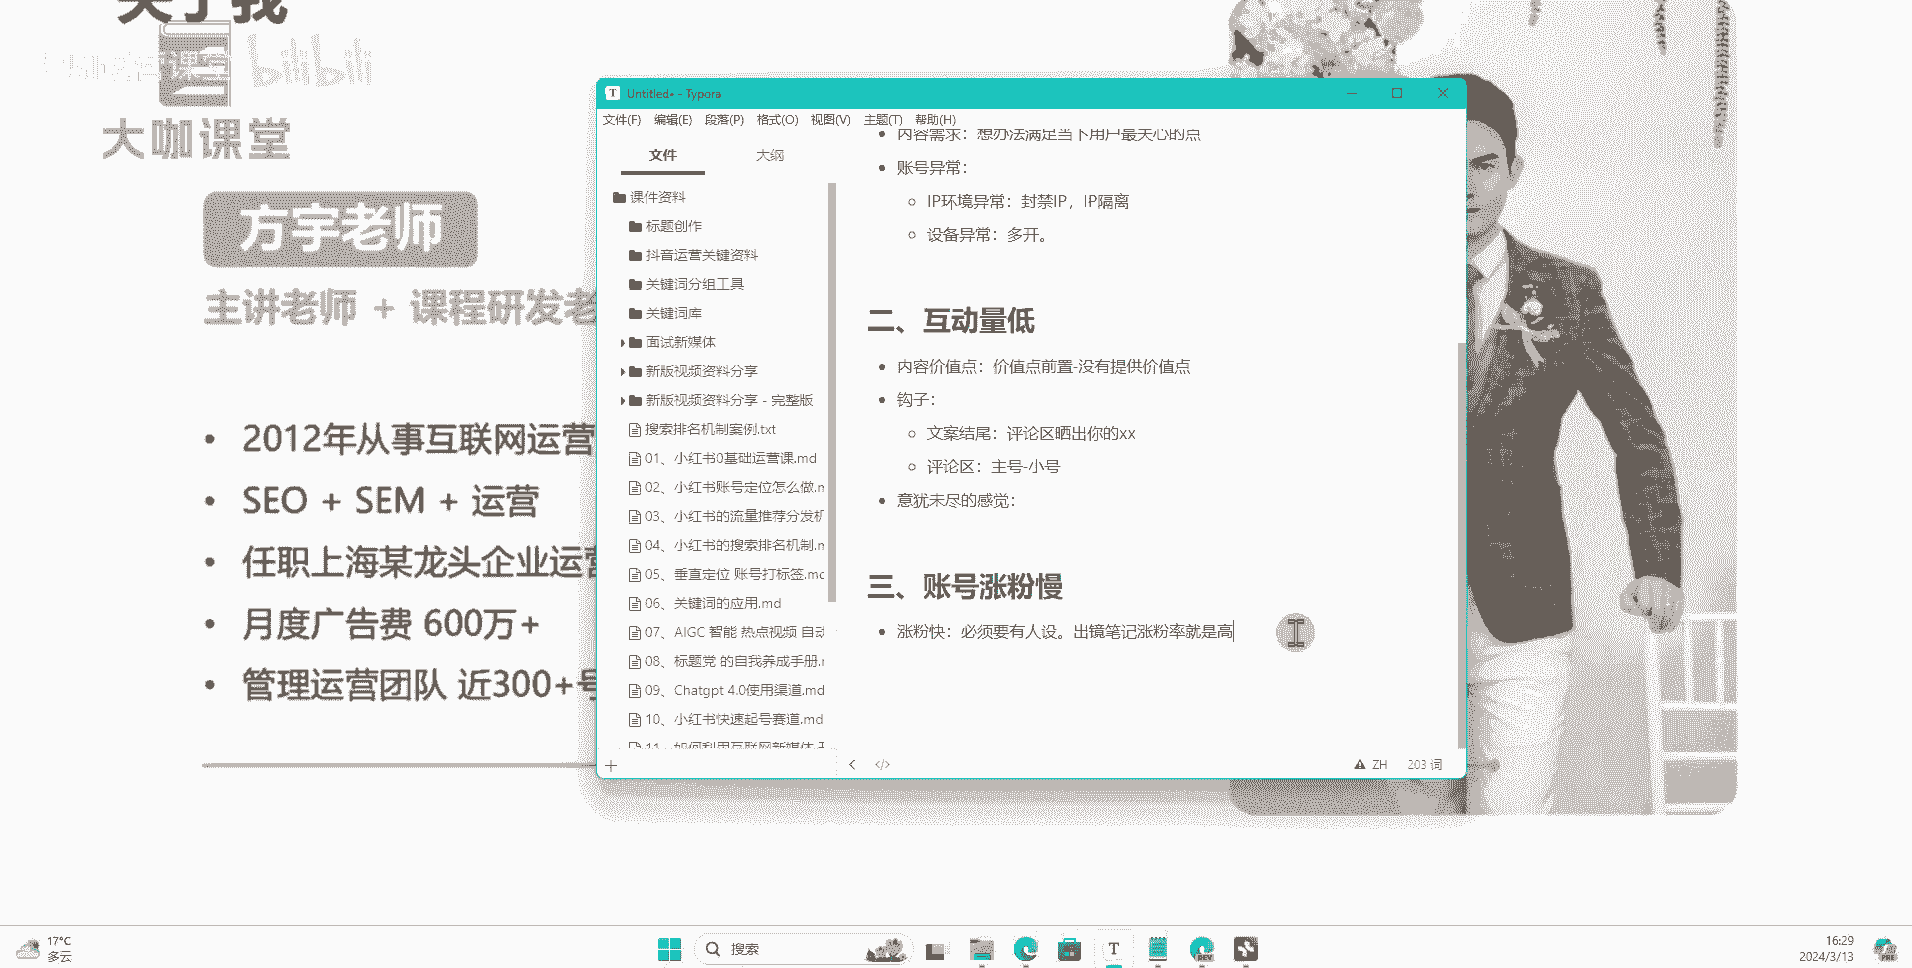 关于我
bilibili
大咖课堂
方宇老师
主讲老师 + 课程研发老
2012年从事互联网运营
SEO + SEM + 运营
任职上海某龙头企业运营
月度广告费 600万+
管理运营团队 近300+号
Untitled• - Typora
文件(F) 编辑(E) 段落(P) 格式(O) 视图(V) 主题(T) 帮助(H)
文件 大纲
课件资料
标题创作
抖音运营关键资料
关键词分组工具
关键词库
面试新媒体
新版视频资料分享
新版视频资料分享 - 完整版
搜索排名机制案例.txt
01、小红书0基础运营课.md
02、小红书账号定位怎么做.m
03、小红书的流量推荐分发机
04、小红书的搜索排名机制.m
05、垂直定位 账号打标签.mc
06、关键词的应用.md
07、AIGC 智能 热点视频 自动
08、标题党 的自我养成手册.r
09、Chatgpt 4.0使用渠道.md
10、小红书快速起号赛道.md
11、如何利用互联网新媒体
内容需求：想办法满足当下用户最关心的点
账号异常：
IP环境异常：封禁IP，IP隔离
设备异常：多开。
二、互动量低
内容价值点：价值点前置-没有提供价值点
钩子：
文案结尾：评论区晒出你的xx
评论区：主号-小号
意犹未尽的感觉：
三、账号涨粉慢
涨粉快：必须要有人设。出镜笔记涨粉率就是高
ZH 203 词
17°C
多云
搜索
16:29
2024/3/13